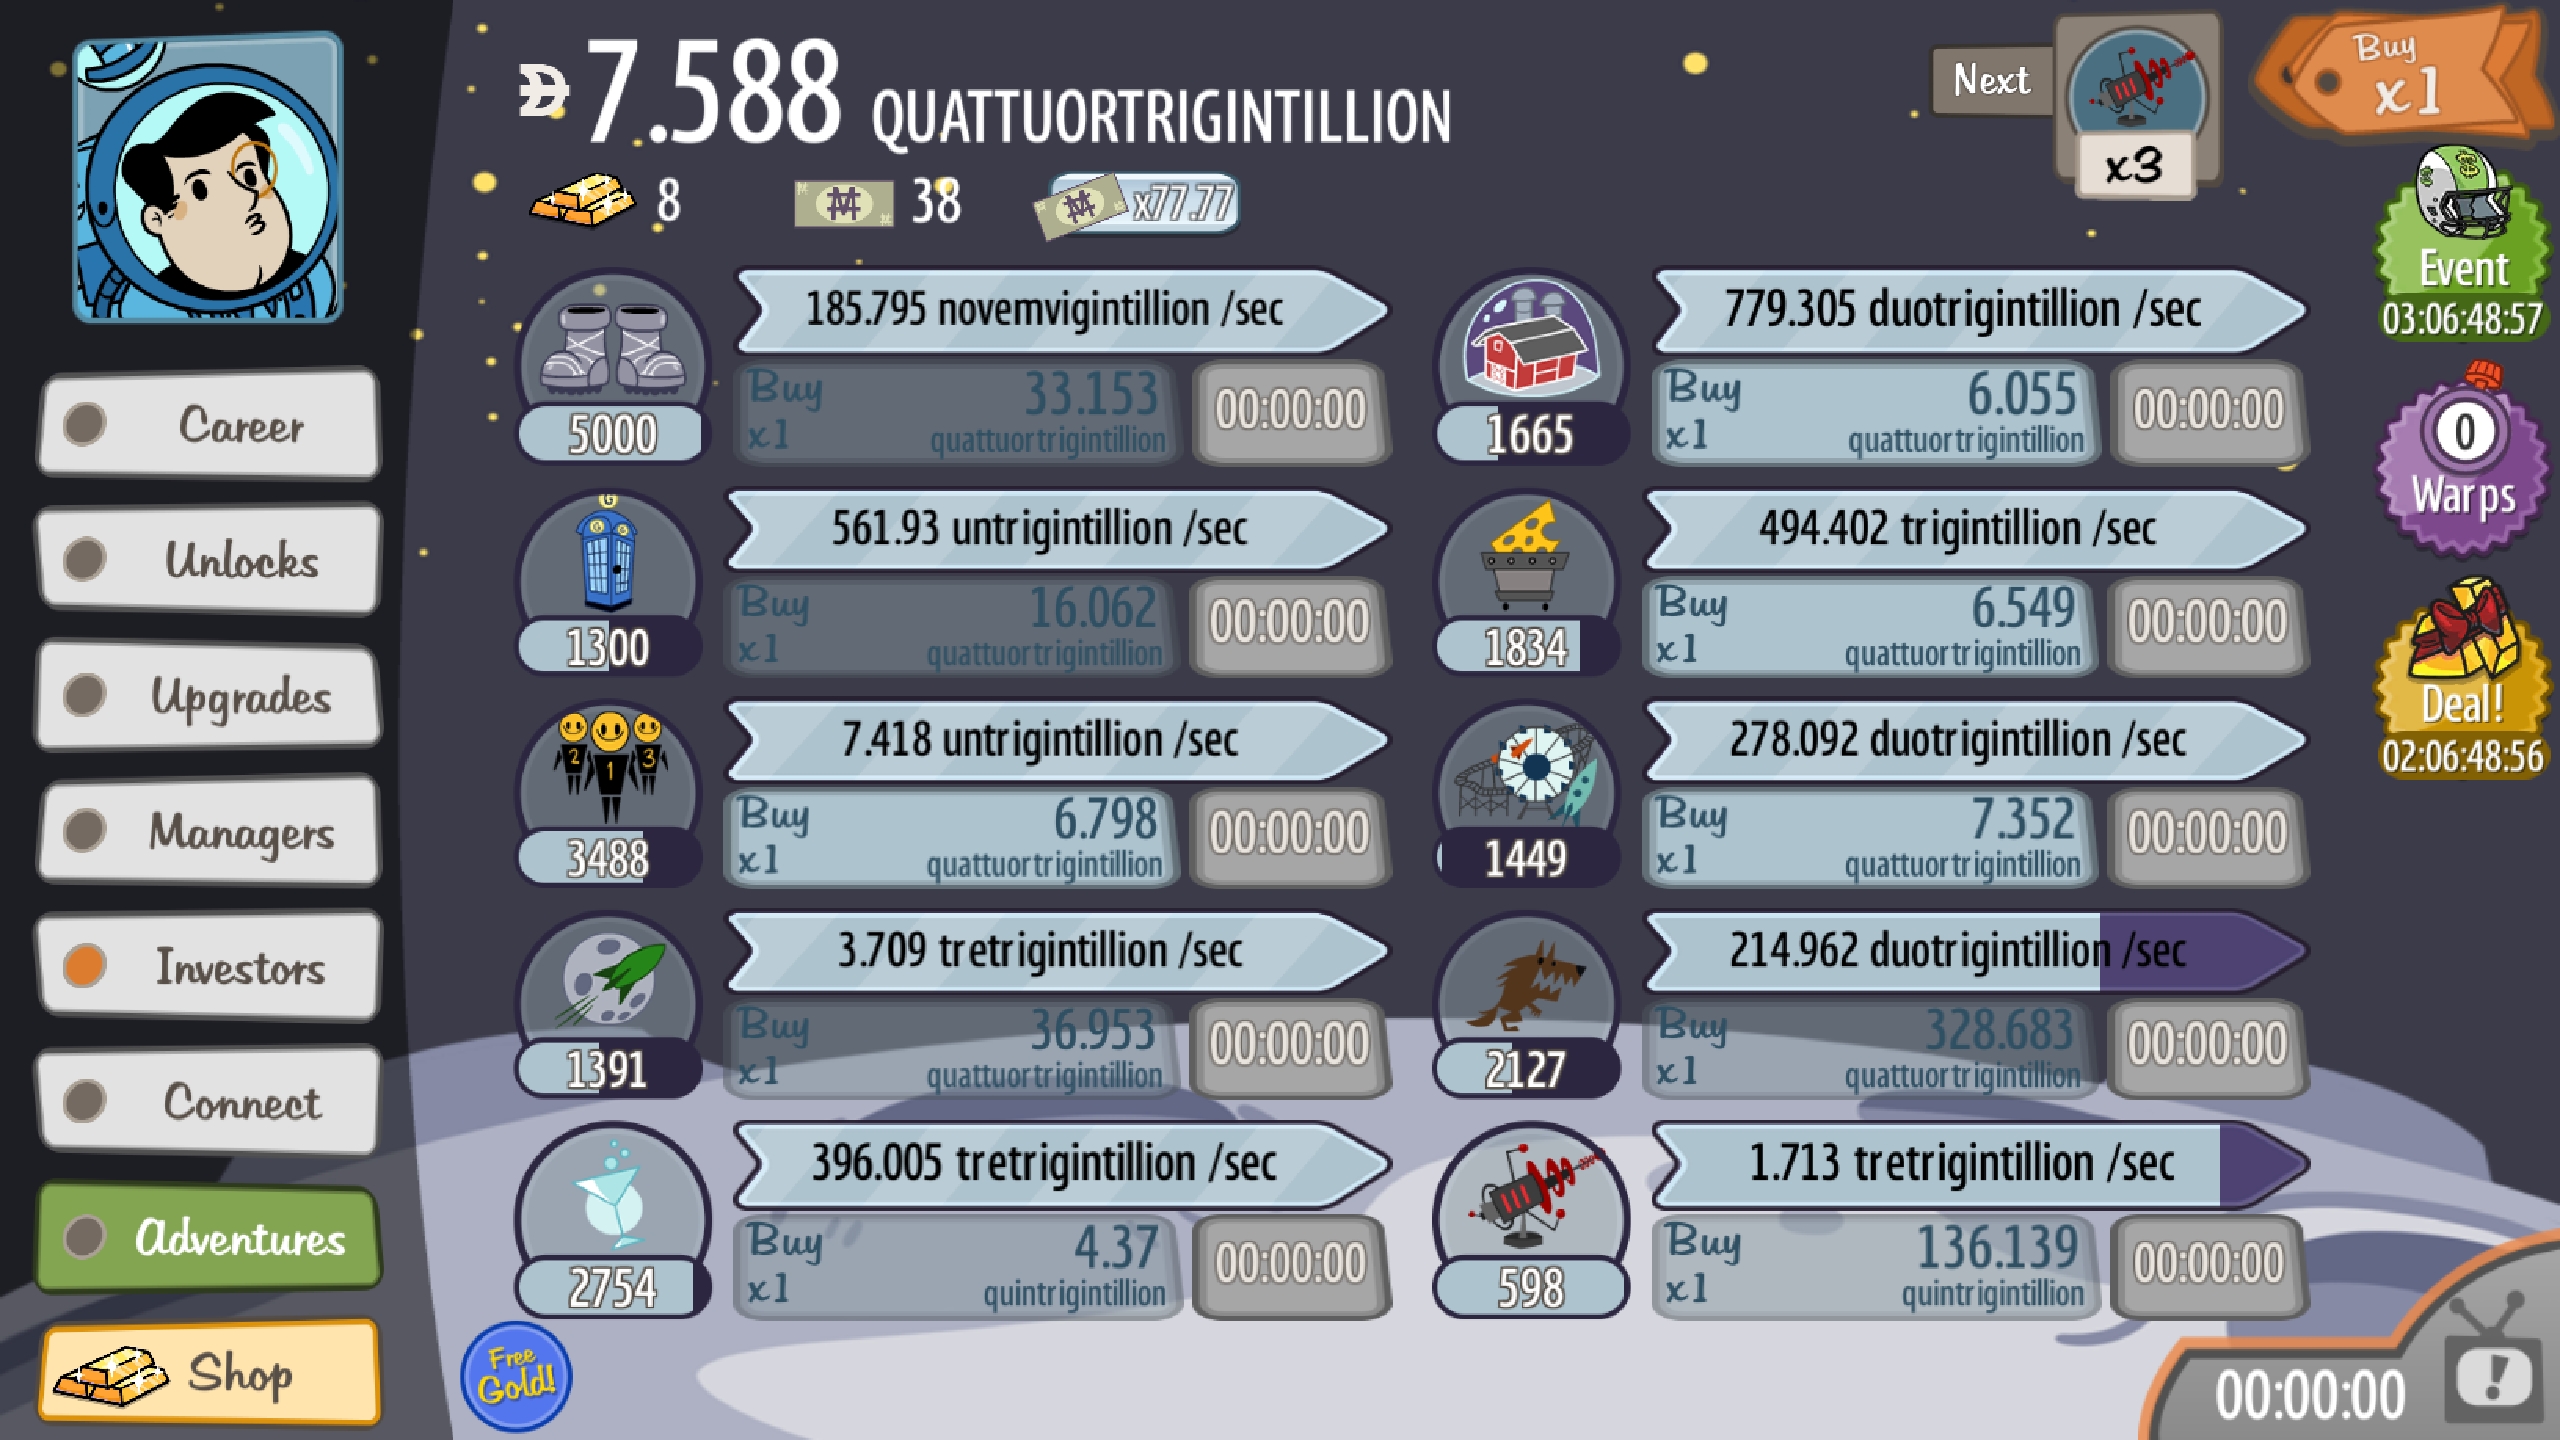 7.588 QUATTUORTRIGINTILLION
8
38
x77.77
Next
x3
Buy
x1
Event
03:06:48:57
0
Warps
Deal!
02:06:48:56
Career
Unlocks
Upgrades
Managers
Investors
Connect
Adventures
Shop
185.795 novemvigintillion /sec
5000
Buy
x1
33.153
quattuortrigintillion
00:00:00
779.305 duotrigintillion /sec
1665
Buy
x1
6.055
quattuortrigintillion
00:00:00
G
561.93 untrigintillion /sec
1300
Buy
x1
16.062
quattuortrigintillion
00:00:00
494.402 trigintillion /sec
1834
Buy
x1
6.549
quattuortrigintillion
00:00:00
2 1 3
7.418 untrigintillion /sec
3488
Buy
x1
6.798
quattuortrigintillion
00:00:00
278.092 duotrigintillion /sec
1449
Buy
x1
7.352
quattuortrigintillion
00:00:00
3.709 tretrigintillion /sec
1391
Buy
x1
36.953
quattuortrigintillion
00:00:00
214.962 duotrigintillion /sec
2127
Buy
x1
328.683
quattuortrigintillion
00:00:00
396.005 tretrigintillion /sec
2754
Buy
x1
4.37
quintrigintillion
00:00:00
1.713 tretrigintillion /sec
598
Buy
x1
136.139
quintrigintillion
00:00:00
Free
Gold!
00:00:00
!